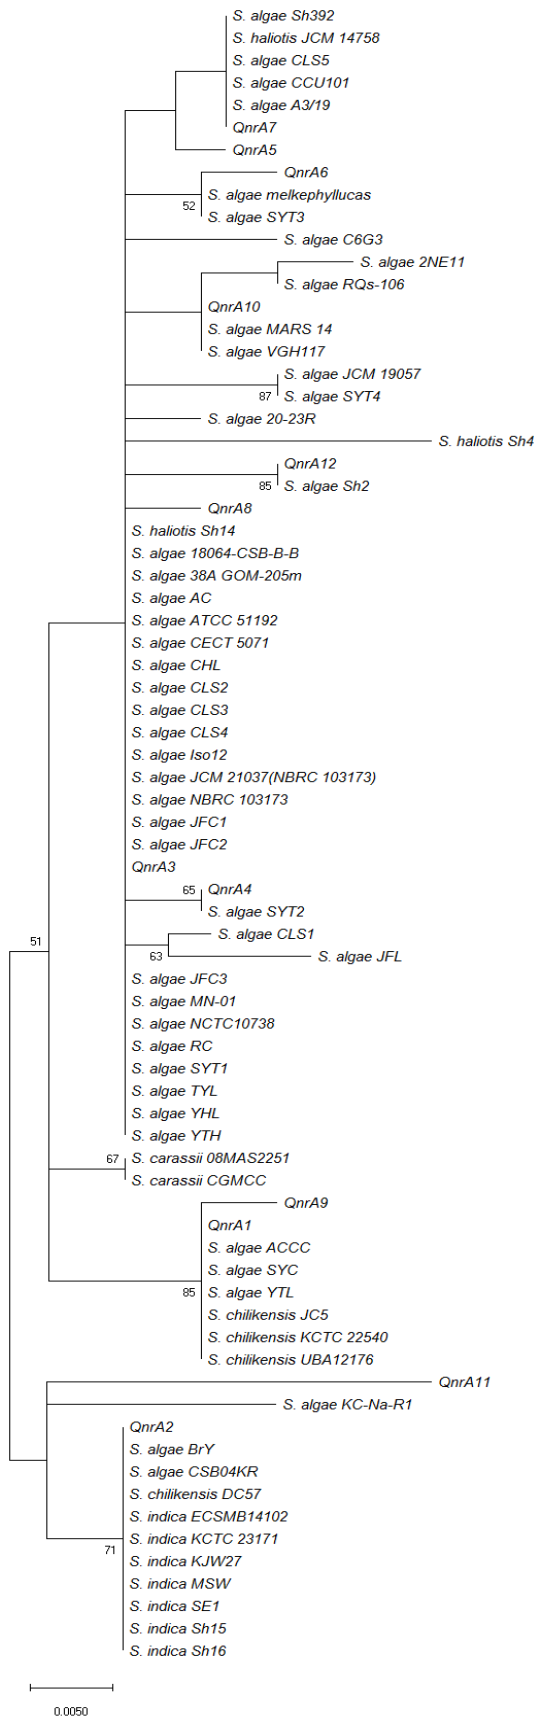 S. algae Sh392
S. haliotis JCM 14758
S. algae CLS5
S. algae CCU101
S. algae A3/19
QnrA7
QnrA5
QnrA6
S. algae melkephyllucas
52
S. algae SYT3
S. algae C6G3
S. algae 2NE11
S. algae RQs-106
QnrA10
S. algae MARS 14
S. algae VGH117
S. algae JCM 19057
87
S. algae SYT4
S. algae 20-23R
S. haliotis Sh4
QnrA12
85
S. algae Sh2
QnrA8
S. haliotis Sh14
S. algae 18064-CSB-B-B
S. algae 38A GOM-205m
S. algae AC
S. algae ATCC 51192
S. algae CECT 5071
S. algae CHL
S. algae CLS2
S. algae CLS3
S. algae CLS4
S. algae Iso12
S. algae JCM 21037(NBRC 103173)
S. algae NBRC 103173
S. algae JFC1
S. algae JFC2
QnrA3
65
QnrA4
S. algae SYT2
S. algae CLS1
51
63
S. algae JFL
S. algae JFC3
S. algae MN-01
S. algae NCTC10738
S. algae RC
S. algae SYT1
S. algae TYL
S. algae YHL
S. algae YTH
67
S. carassii 08MAS2251
S. carassii CGMCC
QnrA9
QnrA1
S. algae ACCC
S. algae SYC
85
S. algae YTL
S. chilikensis JC5
S. chilikensis KCTC 22540
S. chilikensis UBA12176
QnrA11
S. algae KC-Na-R1
QnrA2
S. algae BrY
S. algae CSB04KR
S. chilikensis DC57
S. indica ECSMB14102
S. indica KCTC 23171
71
S. indica KJW27
S. indica MSW
S. indica SE1
S. indica Sh15
S. indica Sh16
0.0050